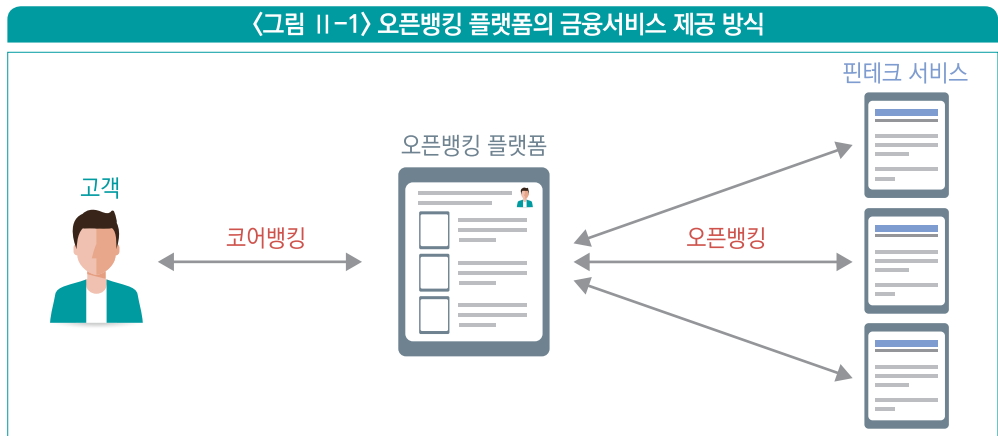 <그림 Ⅱ-1> 오픈뱅킹 플랫폼의 금융서비스 제공 방식
핀테크 서비스
오픈뱅킹 플랫폼
고객
코어뱅킹
오픈뱅킹